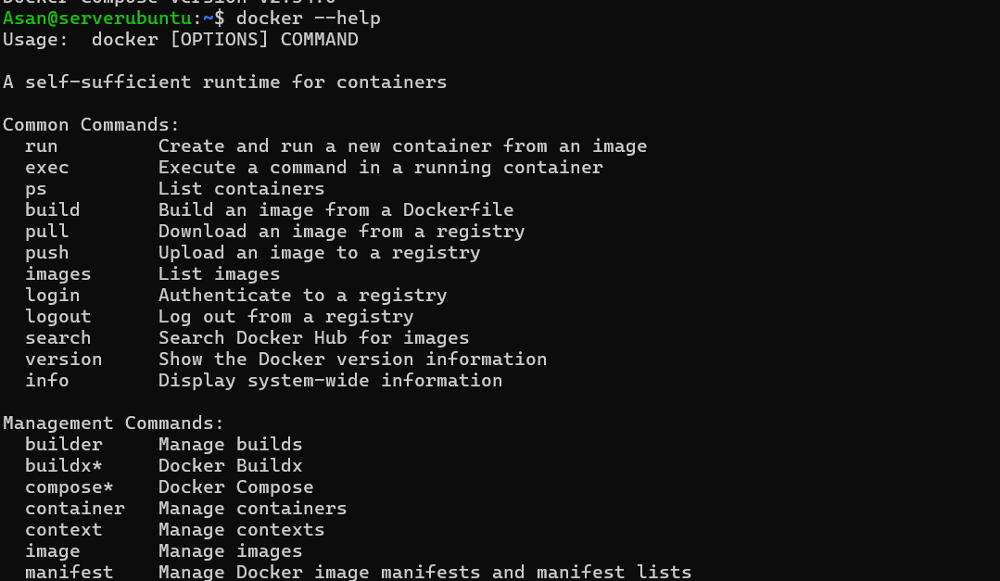 Asan@serverubuntu:~$ docker --help
Usage:  docker [OPTIONS] COMMAND
A self-sufficient runtime for containers
Common Commands:
  run         Create and run a new container from an image
  exec        Execute a command in a running container
  ps          List containers
  build       Build an image from a Dockerfile
  pull        Download an image from a registry
  push        Upload an image to a registry
  images      List images
  login       Authenticate to a registry
  logout      Log out from a registry
  search      Search Docker Hub for images
  version     Show the Docker version information
  info        Display system-wide information
Management Commands:
  builder     Manage builds
  buildx*     Docker Buildx
  compose*    Docker Compose
  container   Manage containers
  context     Manage contexts
  image       Manage images
  manifest    Manage Docker image manifests and manifest lists